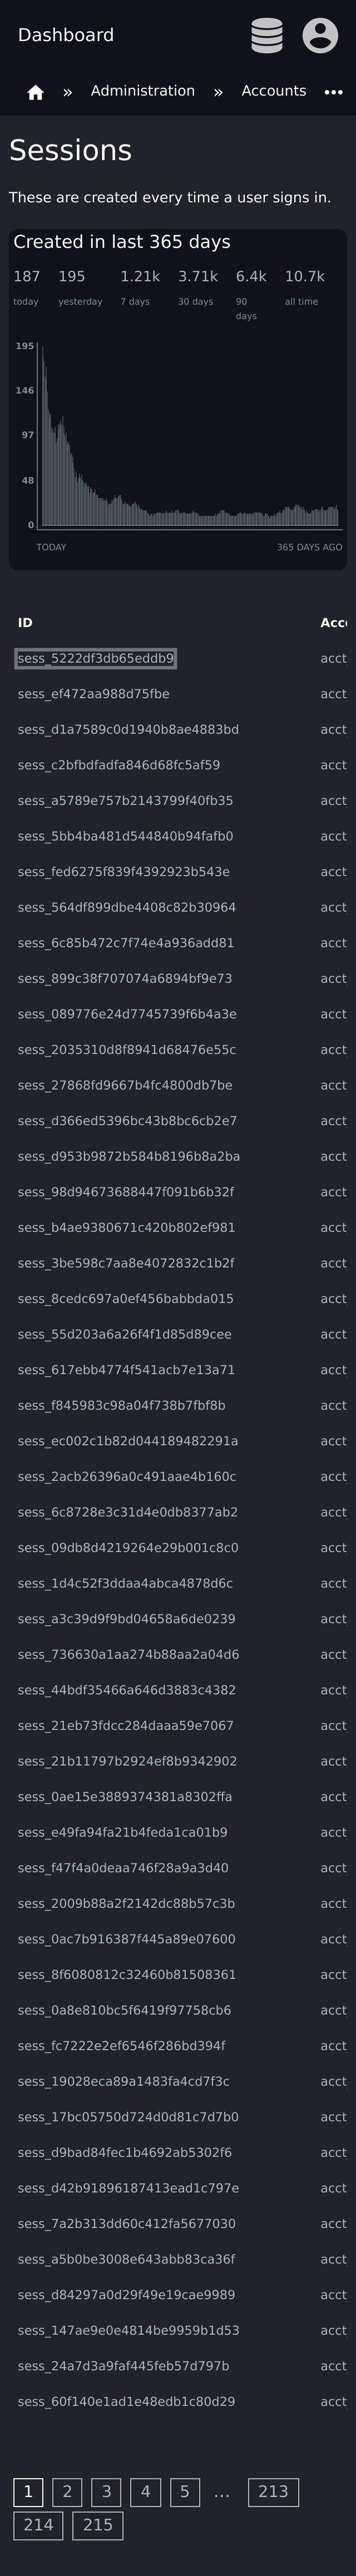 Dashboard
» Administration » Accounts •••
Sessions
These are created every time a user signs in.
Created in last 365 days
187 195 1.21k 3.71k 6.4k 10.7k
today yesterday 7 days 30 days 90 days all time
195
146
97
48
0
TODAY 365 DAYS AGO
ID Acc
sess_5222df3db65eddb9 acct
sess_ef472aa988d75fbe acct
sess_d1a7589c0d1940b8ae4883bd acct
sess_c2bfbdfadfa846d68fc5af59 acct
sess_a5789e757b2143799f40fb35 acct
sess_5bb4ba481d544840b94fafb0 acct
sess_fed6275f839f4392923b543e acct
sess_564df899dbe4408c82b30964 acct
sess_6c85b472c7f74e4a936add81 acct
sess_899c38f707074a6894bf9e73 acct
sess_089776e24d7745739f6b4a3e acct
sess_2035310d8f8941d68476e55c acct
sess_27868fd9667b4fc4800db7be acct
sess_d366ed5396bc43b8bc6cb2e7 acct
sess_d953b9872b584b8196b8a2ba acct
sess_98d94673688447f091b6b32f acct
sess_b4ae9380671c420b802ef981 acct
sess_3be598c7aa8e4072832c1b2f acct
sess_8cedc697a0ef456babbda015 acct
sess_55d203a6a26f4f1d85d89cee acct
sess_617ebb4774f541acb7e13a71 acct
sess_f845983c98a04f738b7fbf8b acct
sess_ec002c1b82d044189482291a acct
sess_2acb26396a0c491aae4b160c acct
sess_6c8728e3c31d4e0db8377ab2 acct
sess_09db8d4219264e29b001c8c0 acct
sess_1d4c52f3ddaa4abca4878d6c acct
sess_a3c39d9f9bd04658a6de0239 acct
sess_736630a1aa274b88aa2a04d6 acct
sess_44bdf35466a646d3883c4382 acct
sess_21eb73fdcc284daaa59e7067 acct
sess_21b11797b2924ef8b9342902 acct
sess_0ae15e3889374381a8302ffa acct
sess_e49fa94fa21b4feda1ca01b9 acct
sess_f47f4a0deaa746f28a9a3d40 acct
sess_2009b88a2f2142dc88b57c3b acct
sess_0ac7b916387f445a89e07600 acct
sess_8f6080812c32460b81508361 acct
sess_0a8e810bc5f6419f97758cb6 acct
sess_fc7222e2ef6546f286bd394f acct
sess_19028eca89a1483fa4cd7f3c acct
sess_17bc05750d724d0d81c7d7b0 acct
sess_d9bad84fec1b4692ab5302f6 acct
sess_d42b91896187413ead1c797e acct
sess_7a2b313dd60c412fa5677030 acct
sess_a5b0be3008e643abb83ca36f acct
sess_d84297a0d29f49e19cae9989 acct
sess_147ae9e0e4814be9959b1d53 acct
sess_24a7d3a9faf445feb57d797b acct
sess_60f140e1ad1e48edb1c80d29 acct
1 2 3 4 5 … 213
214 215